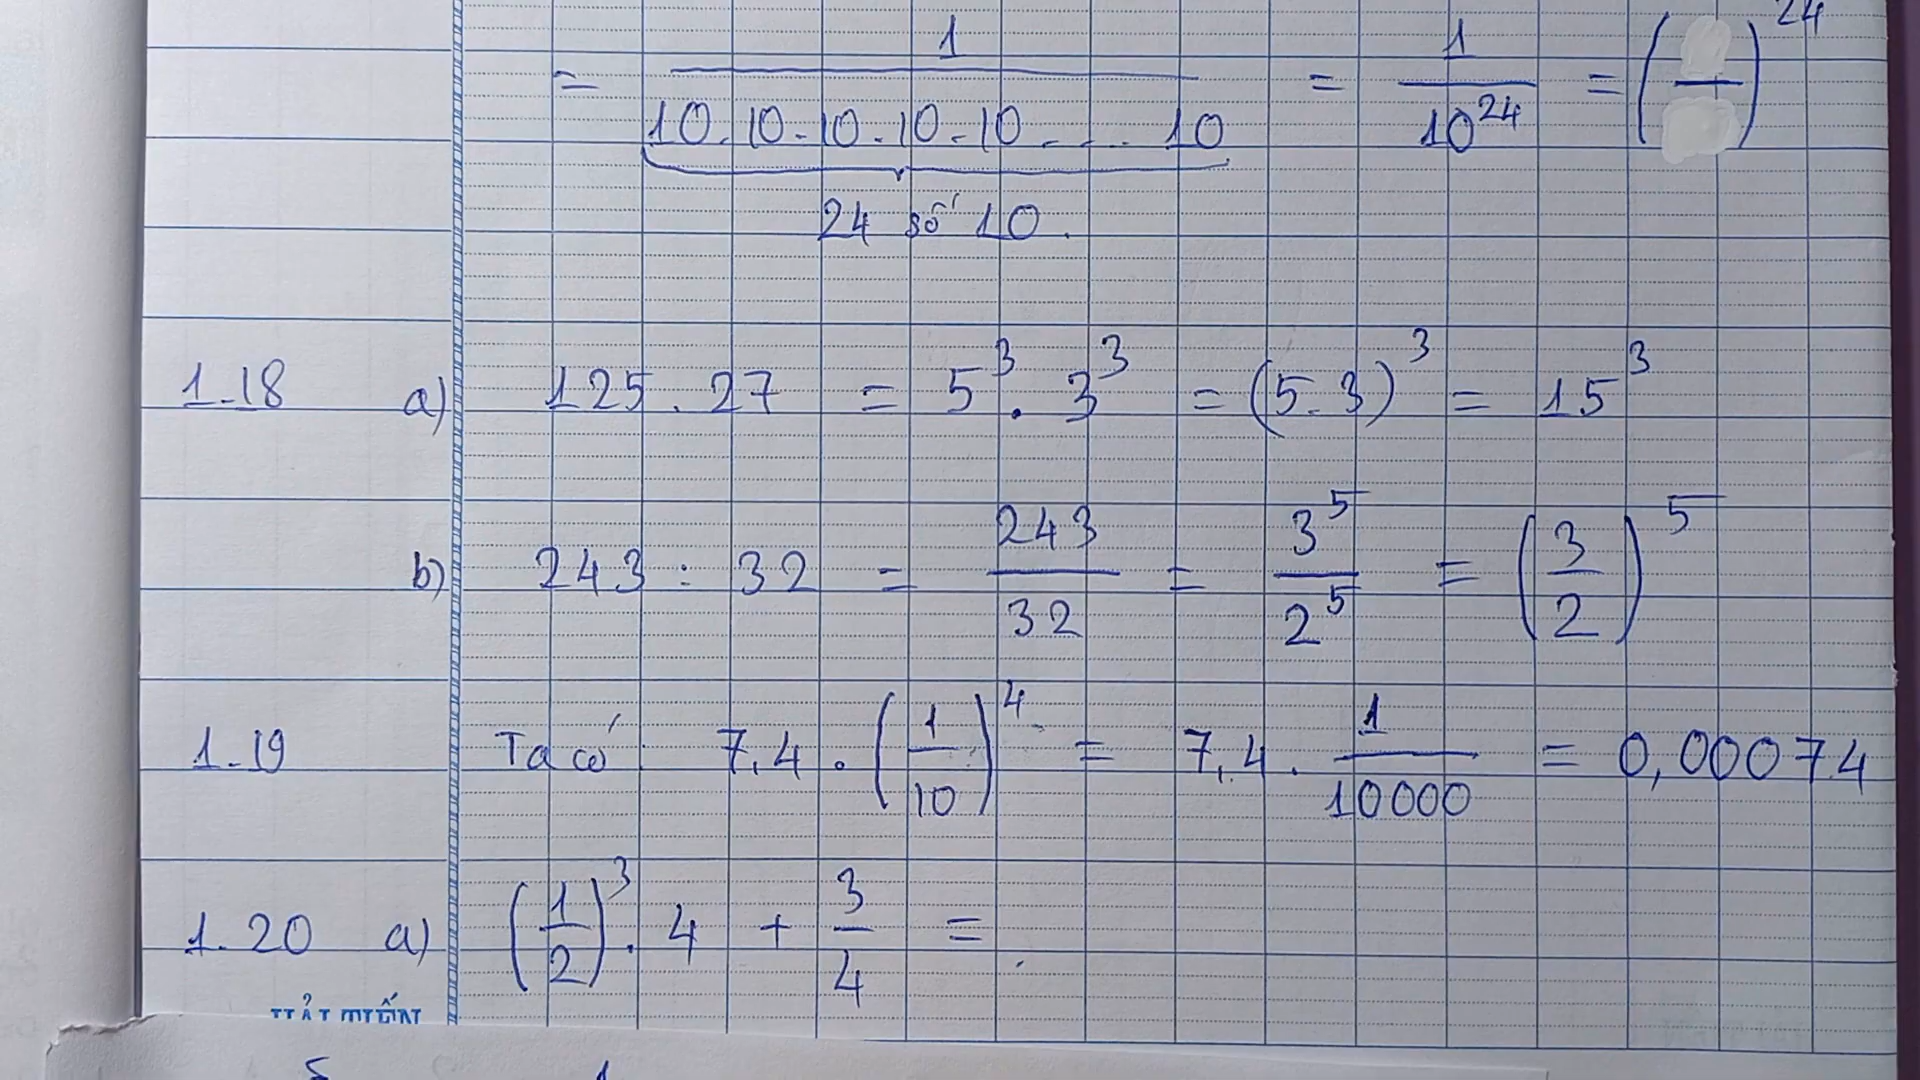 = 1/(10.10.10.10.10...10) = 1/10^24 = ( / )^24
24 số 10.
1.18 a) 125.27 = 5^3 . 3^3 = (5.3)^3 = 15^3
b) 243 : 32 = 243/32 = 3^5/2^5 = (3/2)^5
1.19 Ta có: 7,4 . (1/10)^4 = 7,4 . 1/10000 = 0,00074
1.20 a) (1/2)^3 . 4 + 3/4 =